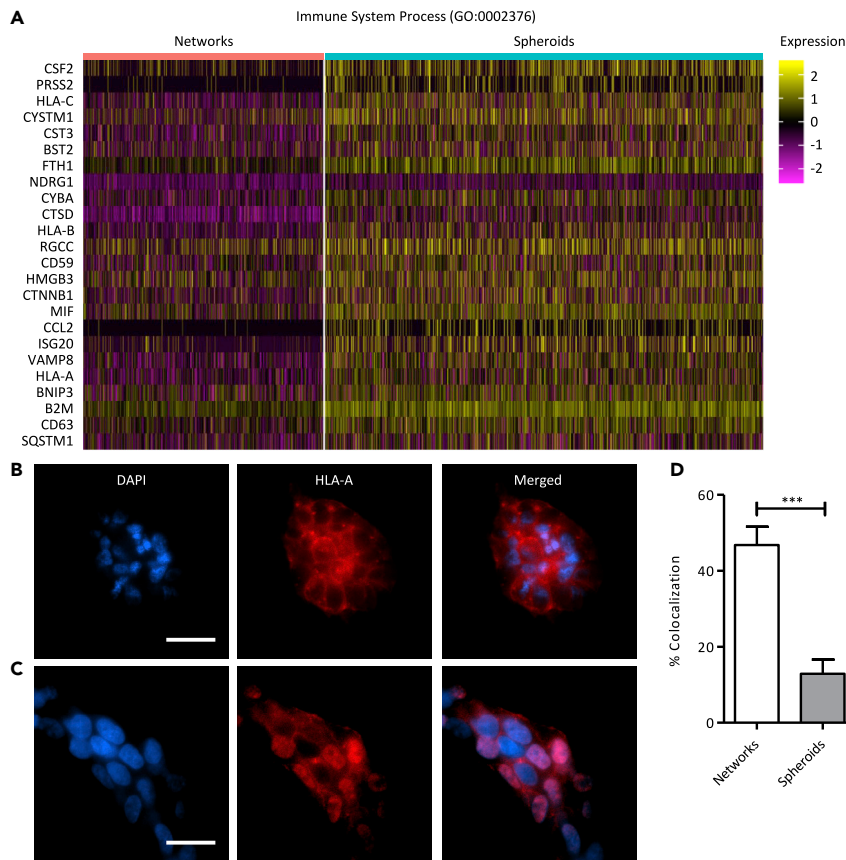 A
Immune System Process (GO:0002376)
Networks
Spheroids
Expression
CSF2
PRSS2
HLA-C
CYSTM1
CST3
BST2
FTH1
NDRG1
CYBA
CTSD
HLA-B
RGCC
CD59
HMGB3
CTNNB1
MIF
CCL2
ISG20
VAMP8
HLA-A
BNIP3
B2M
CD63
SQSTM1
2
1
0
-1
-2
B
DAPI
HLA-A
Merged
C
D
***
% Colocalization
60
40
20
0
Networks
Spheroids